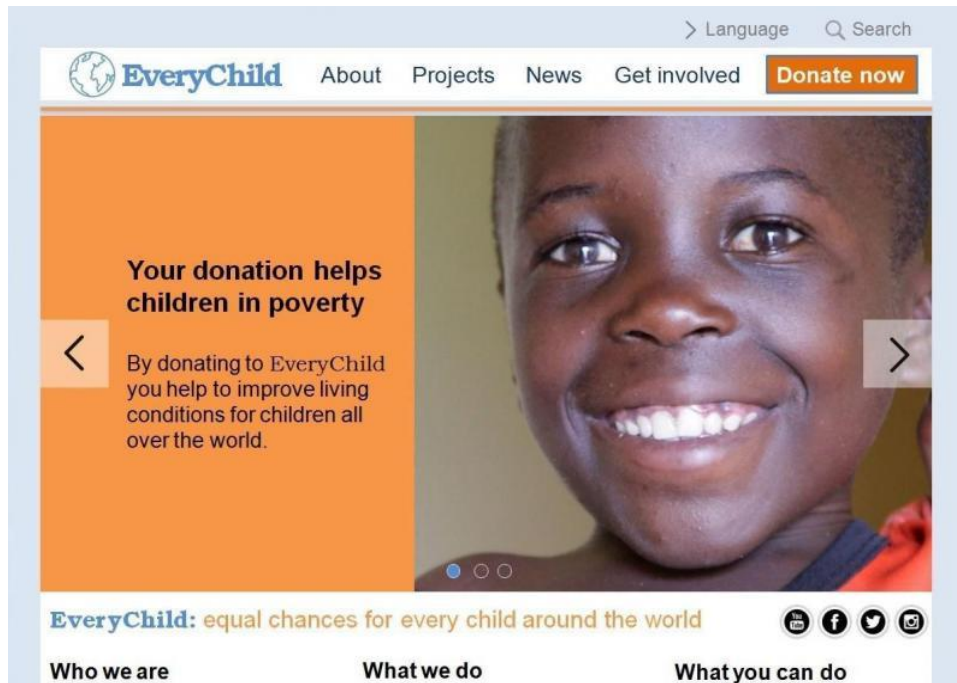 Language Search
EveryChild About Projects News Get involved Donate now
Your donation helps
children in poverty
By donating to EveryChild
you help to improve living
conditions for children all
over the world.
EveryChild: equal chances for every child around the world
You
Tube
Who we are What we do What you can do